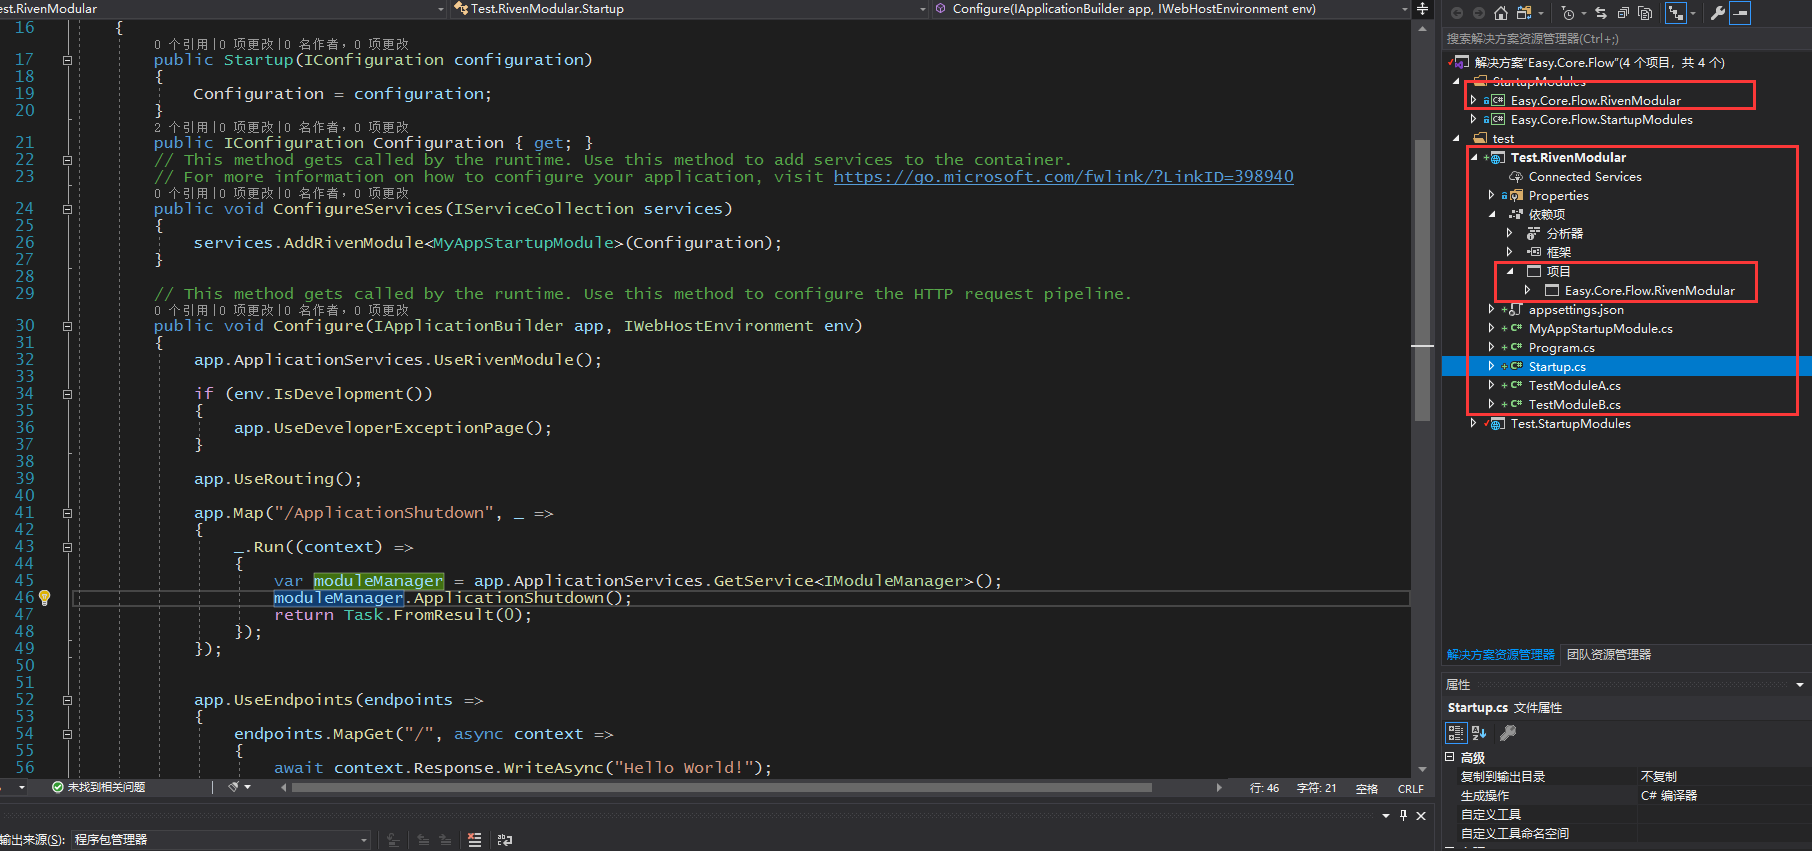 est.RivenModular
Test.RivenModular.Startup
Configure(IApplicationBuilder app, IWebHostEnvironment env)
16 {
0 个引用|0 项更改|0 名作者，0 项更改
17 public Startup(IConfiguration configuration)
18 {
19 Configuration = configuration;
20 }
2 个引用|0 项更改|0 名作者，0 项更改
21 public IConfiguration Configuration { get; }
22 // This method gets called by the runtime. Use this method to add services to the container.
23 // For more information on how to configure your application, visit https://go.microsoft.com/fwlink/?LinkID=398940
0 个引用|0 项更改|0 名作者，0 项更改
24 public void ConfigureServices(IServiceCollection services)
25 {
26 services.AddRivenModule<MyAppStartupModule>(Configuration);
27 }
28
29 // This method gets called by the runtime. Use this method to configure the HTTP request pipeline.
0 个引用|0 项更改|0 名作者，0 项更改
30 public void Configure(IApplicationBuilder app, IWebHostEnvironment env)
31 {
32 app.ApplicationServices.UseRivenModule();
33
34 if (env.IsDevelopment())
35 {
36 app.UseDeveloperExceptionPage();
37 }
38
39 app.UseRouting();
40
41 app.Map("/ApplicationShutdown", _ =>
42 {
43 _.Run((context) =>
44 {
45 var moduleManager = app.ApplicationServices.GetService<IModuleManager>();
46 moduleManager.ApplicationShutdown();
47 return Task.FromResult(0);
48 });
49 });
50
51
52 app.UseEndpoints(endpoints =>
53 {
54 endpoints.MapGet("/", async context =>
55 {
56 await context.Response.WriteAsync("Hello World!");
未找到相关问题
行: 46
字符: 21
空格
CRLF
输出来源(S): 程序包管理器
搜索解决方案资源管理器(Ctrl+;)
解决方案"Easy.Core.Flow"(4 个项目，共 4 个)
StartupModules
Easy.Core.Flow.RivenModular
Easy.Core.Flow.StartupModules
test
Test.RivenModular
Connected Services
Properties
依赖项
分析器
框架
项目
Easy.Core.Flow.RivenModular
appsettings.json
MyAppStartupModule.cs
Program.cs
Startup.cs
TestModuleA.cs
TestModuleB.cs
Test.StartupModules
解决方案资源管理器 团队资源管理器
属性
Startup.cs 文件属性
高级
复制到输出目录 不复制
生成操作 C# 编译器
自定义工具
自定义工具命名空间